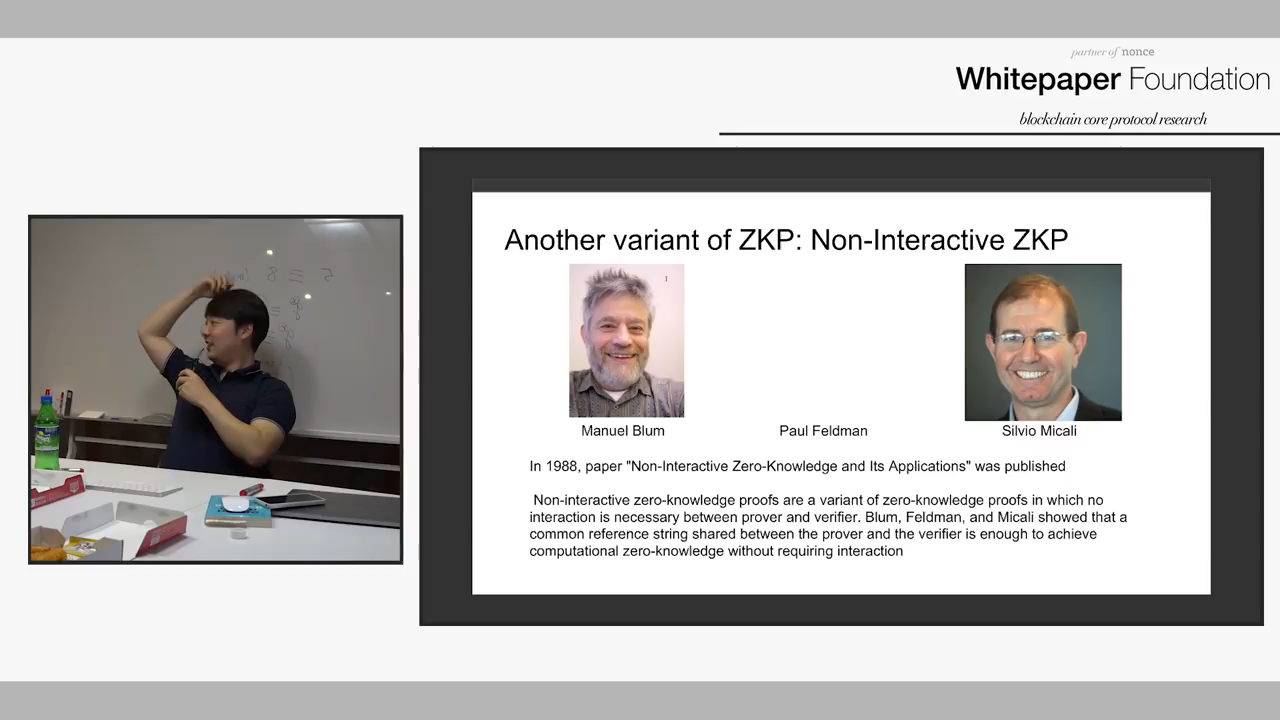 partner of nonce
Whitepaper Foundation
blockchain core protocol research
Another variant of ZKP: Non-Interactive ZKP
Manuel Blum
Paul Feldman
Silvio Micali
In 1988, paper "Non-Interactive Zero-Knowledge and Its Applications" was published
Non-interactive zero-knowledge proofs are a variant of zero-knowledge proofs in which no
interaction is necessary between prover and verifier. Blum, Feldman, and Micali showed that a
common reference string shared between the prover and the verifier is enough to achieve
computational zero-knowledge without requiring interaction